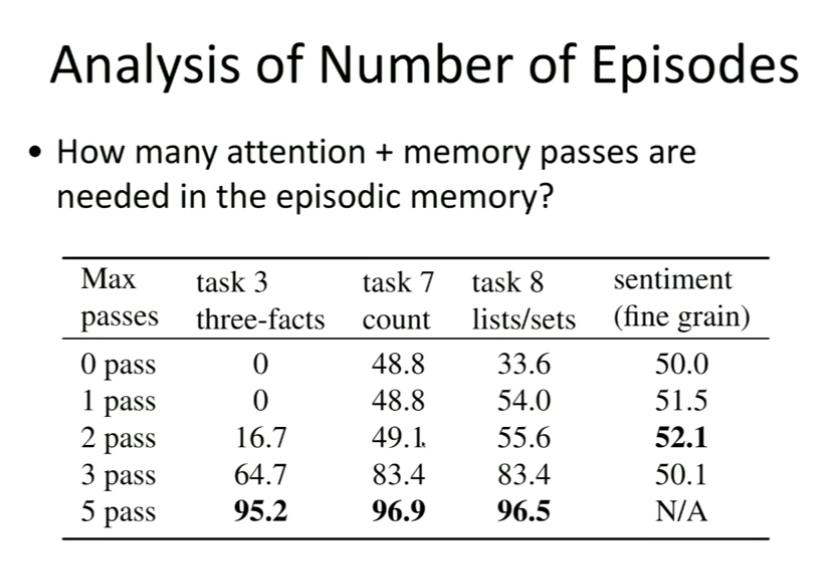 Analysis of Number of Episodes
• How many attention + memory passes are
needed in the episodic memory?
Max task 3 task 7 task 8 sentiment
passes three-facts count lists/sets (fine grain)
0 pass 0 48.8 33.6 50.0
1 pass 0 48.8 54.0 51.5
2 pass 16.7 49.1 55.6 52.1
3 pass 64.7 83.4 83.4 50.1
5 pass 95.2 96.9 96.5 N/A